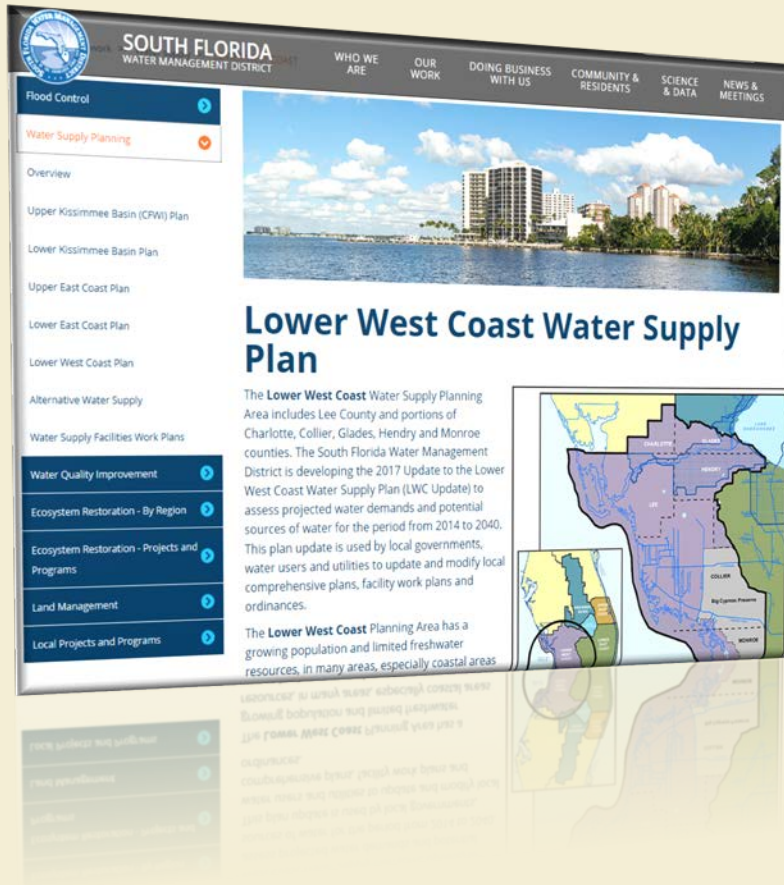 SOUTH FLORIDA
WATER MANAGEMENT DISTRICT
WHO WE
ARE
OUR
WORK
DOING BUSINESS
WITH US
COMMUNITY &
RESIDENTS
SCIENCE
& DATA
NEWS &
MEETINGS
Flood Control
Water Supply Planning
Overview
Upper Kissimmee Basin (CFWI) Plan
Lower Kissimmee Basin Plan
Upper East Coast Plan
Lower East Coast Plan
Lower West Coast Plan
Alternative Water Supply
Water Supply Facilities Work Plans
Water Quality Improvement
Ecosystem Restoration - By Region
Ecosystem Restoration - Projects and
Programs
Land Management
Local Projects and Programs
Lower West Coast Water Supply
Plan
The Lower West Coast Water Supply Planning
Area includes Lee County and portions of
Charlotte, Collier, Glades, Hendry and Monroe
counties. The South Florida Water Management
District is developing the 2017 Update to the Lower
West Coast Water Supply Plan (LWC Update) to
assess projected water demands and potential
sources of water for the period from 2014 to 2040.
This plan update is used by local governments,
water users and utilities to update and modify local
comprehensive plans, facility work plans and
ordinances.
The Lower West Coast Planning Area has a
growing population and limited freshwater
resources, in many areas, especially coastal areas
CHARLOTTE
GLADES
HENDRY
LEE
COLLIER
Big Cypress Preserve
MONROE